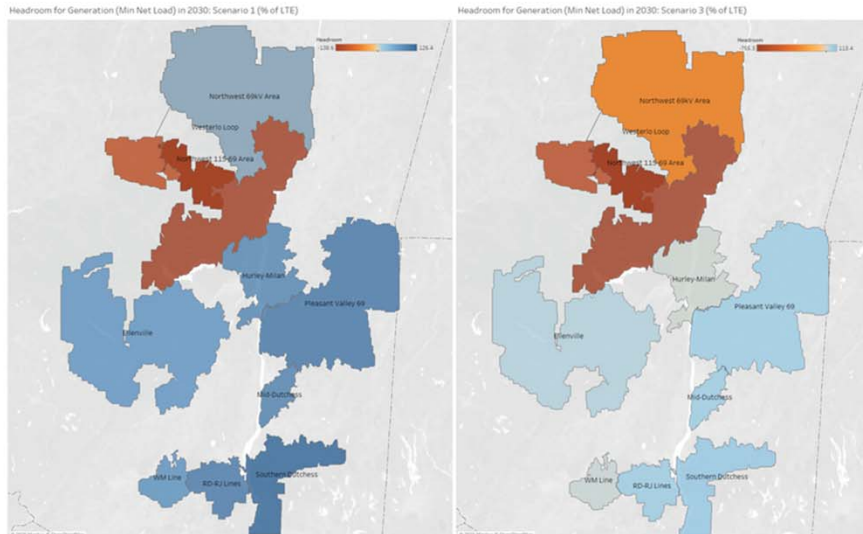 Headroom for Generation (Min Net Load) in 2030: Scenario 1 (% of LTE)
Headroom
126.4
Northwest 69kV Area
Westerlo Loop
Northwest 115-69 Area
Hurley-Milan
Pleasant Valley 69
Ellenville
Mid-Dutchess
WM Line
RD-RJ Lines
Southern Dutchess
Headroom for Generation (Min Net Load) in 2030: Scenario 3 (% of LTE)
Headroom
Northwest 69kV Area
Westerlo Loop
Northwest 115-69 Area
Hurley-Milan
Pleasant Valley 69
Ellenville
Mid-Dutchess
WM Line
RD-RJ Lines
Southern Dutchess